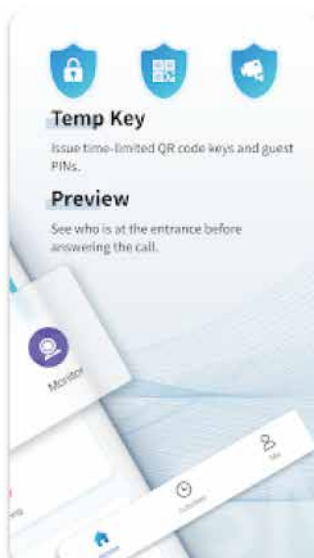 Temp Key
Issue time-limited QR code keys and guest
PINs.
Preview
See who is at the entrance before
answering the call.
Monitor
Me